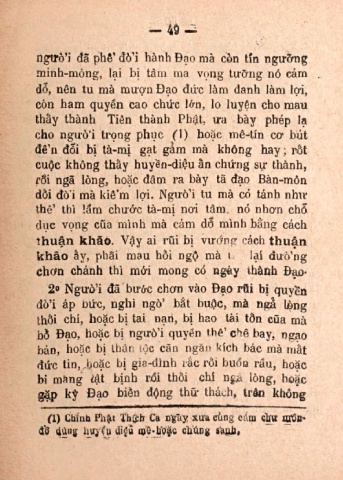 — 49 —
người đã phế đời hành Đạo mà còn tín ngưỡng
minh-mông, lại bị tâm ma vọng tưởng nó cám
dỗ, nên tu mà mượn Đạo đức làm danh làm lợi,
còn ham quyền cao chức lớn, lo luyện cho mau
thấy thành Tiên thành Phật, ưa bày phép lạ
cho người trọng phục (1) hoặc mê-tín cơ bút
đến đỗi bị tà-mị gạt gẫm mà không hay; rốt
cuộc không thấy huyền-diệu ân chứng sự thành,
rồi ngã lòng, hoặc đâm ra bày tả đạo Bàn-môn
dối đời mà kiếm lợi. Người tu mà có tánh như
thế thì lầm chước tà-mị nơi tâm, nó nhơn chỗ
dục vọng của mình mà cám dỗ mình bằng cách
thuận khảo. Vậy ai rủi bị vướng cách thuận
khảo ấy, phải mau hồi ngộ mà t lại đường
chơn chánh thì mới mong có ngày thành Đạo.
2º Người đã bước chơn vào Đạo rủi bị quyền
đời áp bức, nghi ngờ bắt buộc, mà ngã lòng
thối chí, hoặc bị tai nạn, bị hao tài tốn của mà
bỏ Đạo, hoặc bị người quyền thế chê bay, ngạo
báng, hoặc bị thân tộc căn ngăn kích bác mà mất
đức tin, hoặc bị gia-đình rắc rối buồn rầu, hoặc
bị mang tật bịnh rồi thối chí ngã lòng, hoặc
gặp kỳ Đạo biến động thử thách, trên không
(1) Chính Phật Thích Ca ngày xưa cũng cấm chư môn-
đồ dùng huyền diệu mê hoặc chúng sanh.